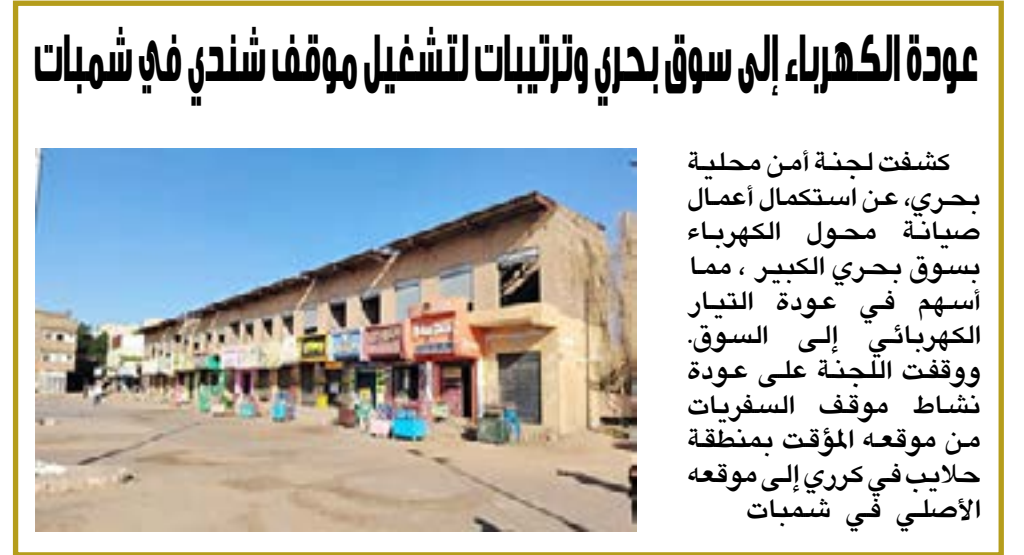 عودة الكهرباء إلى سوق بحري وترتيبات لتشغيل موقف شندي في شمبات
كشفت لجنة أمن محلية
بحري، عن استكمال أعمال
صيانة محول الكهرباء
بسوق بحري الكبير ، مما
أسهم في عودة التيار
الكهربائي إلى السوق.
ووقفت اللجنة على عودة
نشاط موقف السفريات
من موقعه المؤقت بمنطقة
حلايب في كرري إلى موقعه
الأصلي في شمبات